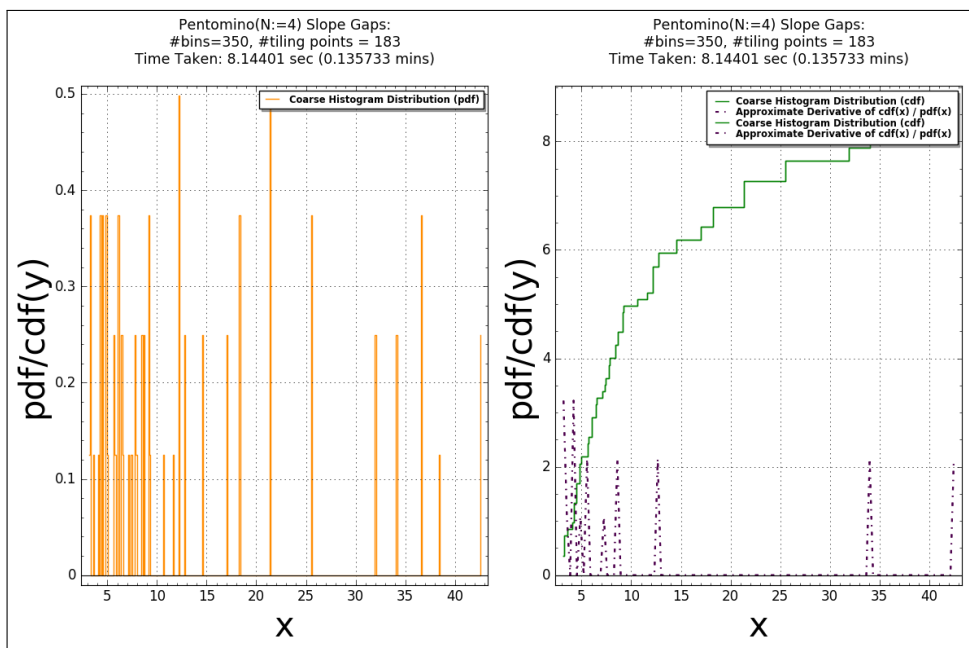 Pentomino(N:=4) Slope Gaps:
#bins=350, #tiling points = 183
Time Taken: 8.14401 sec (0.135733 mins)
Coarse Histogram Distribution (pdf)
pdf/cdf(y)
0.5
0.4
0.3
0.2
0.1
0
5 10 15 20 25 30 35 40
x
Pentomino(N:=4) Slope Gaps:
#bins=350, #tiling points = 183
Time Taken: 8.14401 sec (0.135733 mins)
Coarse Histogram Distribution (cdf)
Approximate Derivative of cdf(x) / pdf(x)
Coarse Histogram Distribution (cdf)
Approximate Derivative of cdf(x) / pdf(x)
pdf/cdf(y)
8
6
4
2
0
5 10 15 20 25 30 35 40
x